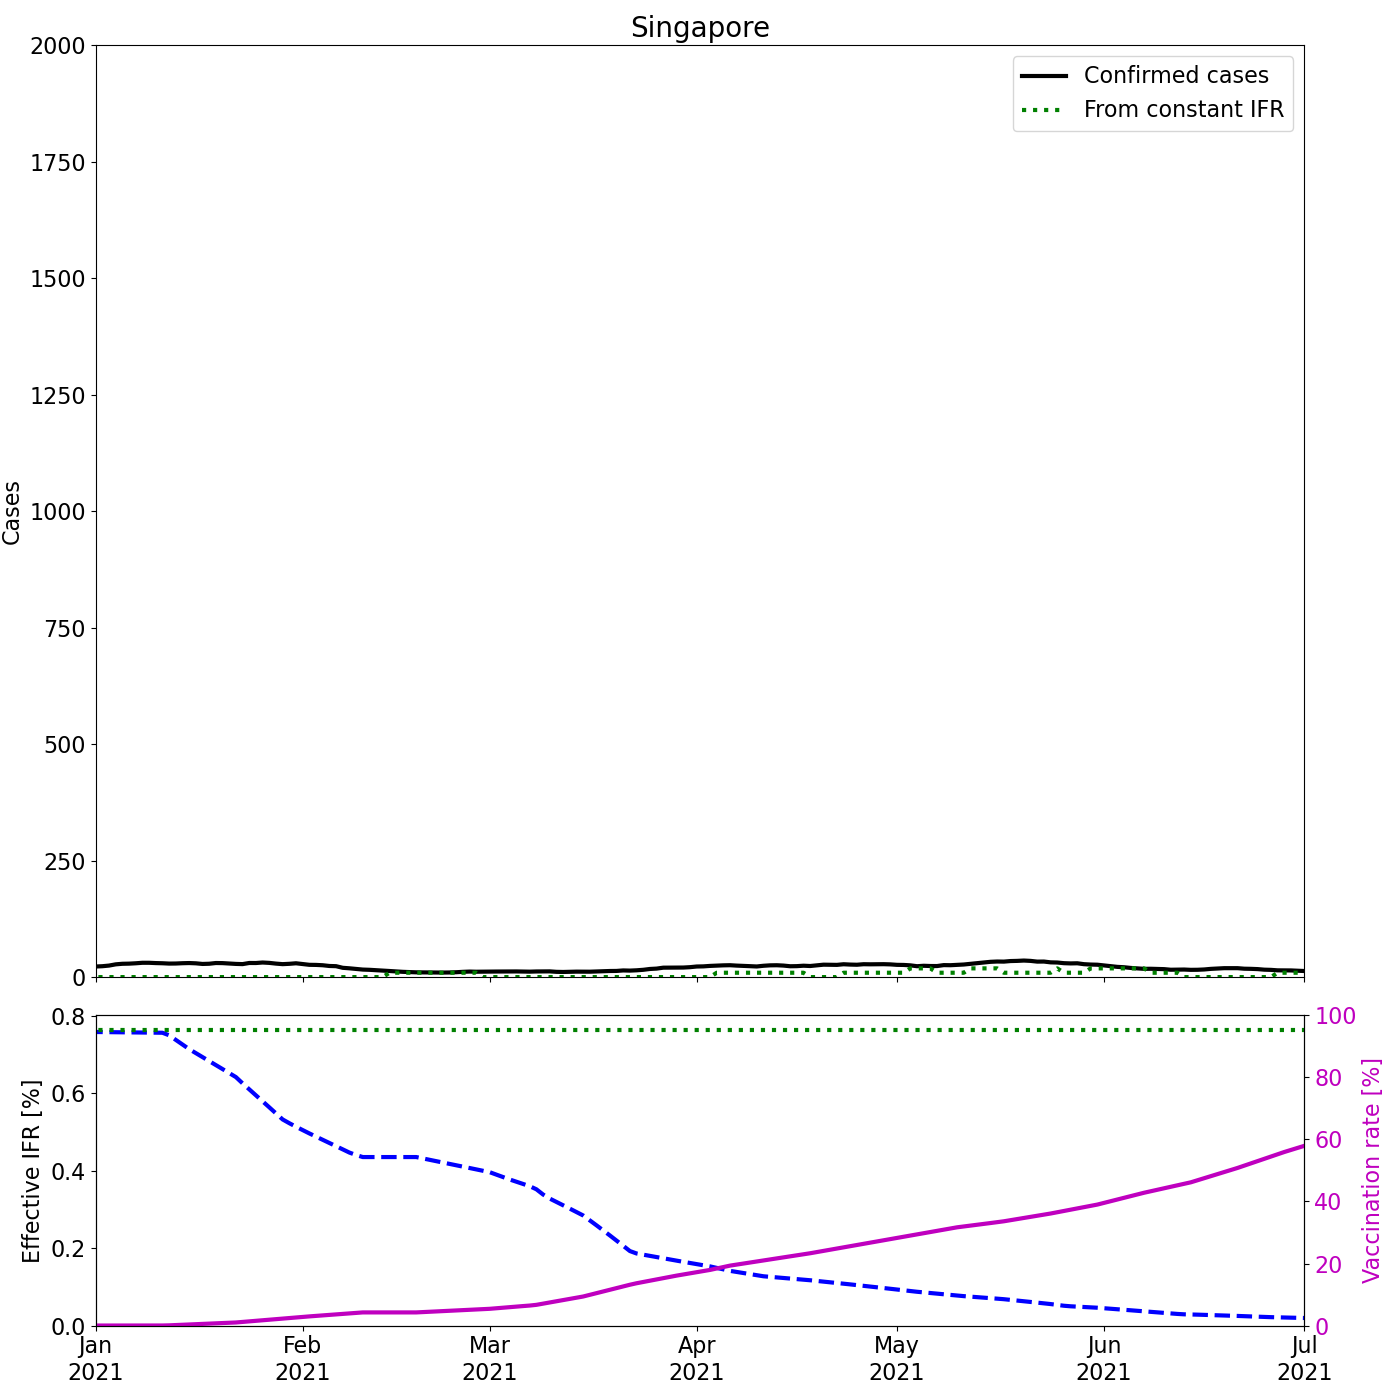 Singapore
2000
1750
1500
1250
1000
750
500
250
0
Cases
Confirmed cases
From constant IFR
0.8
0.6
0.4
0.2
0.0
Effective IFR [%]
100
80
60
40
20
0
Vaccination rate [%]
Jan Feb Mar Apr May Jun Jul
2021 2021 2021 2021 2021 2021 2021